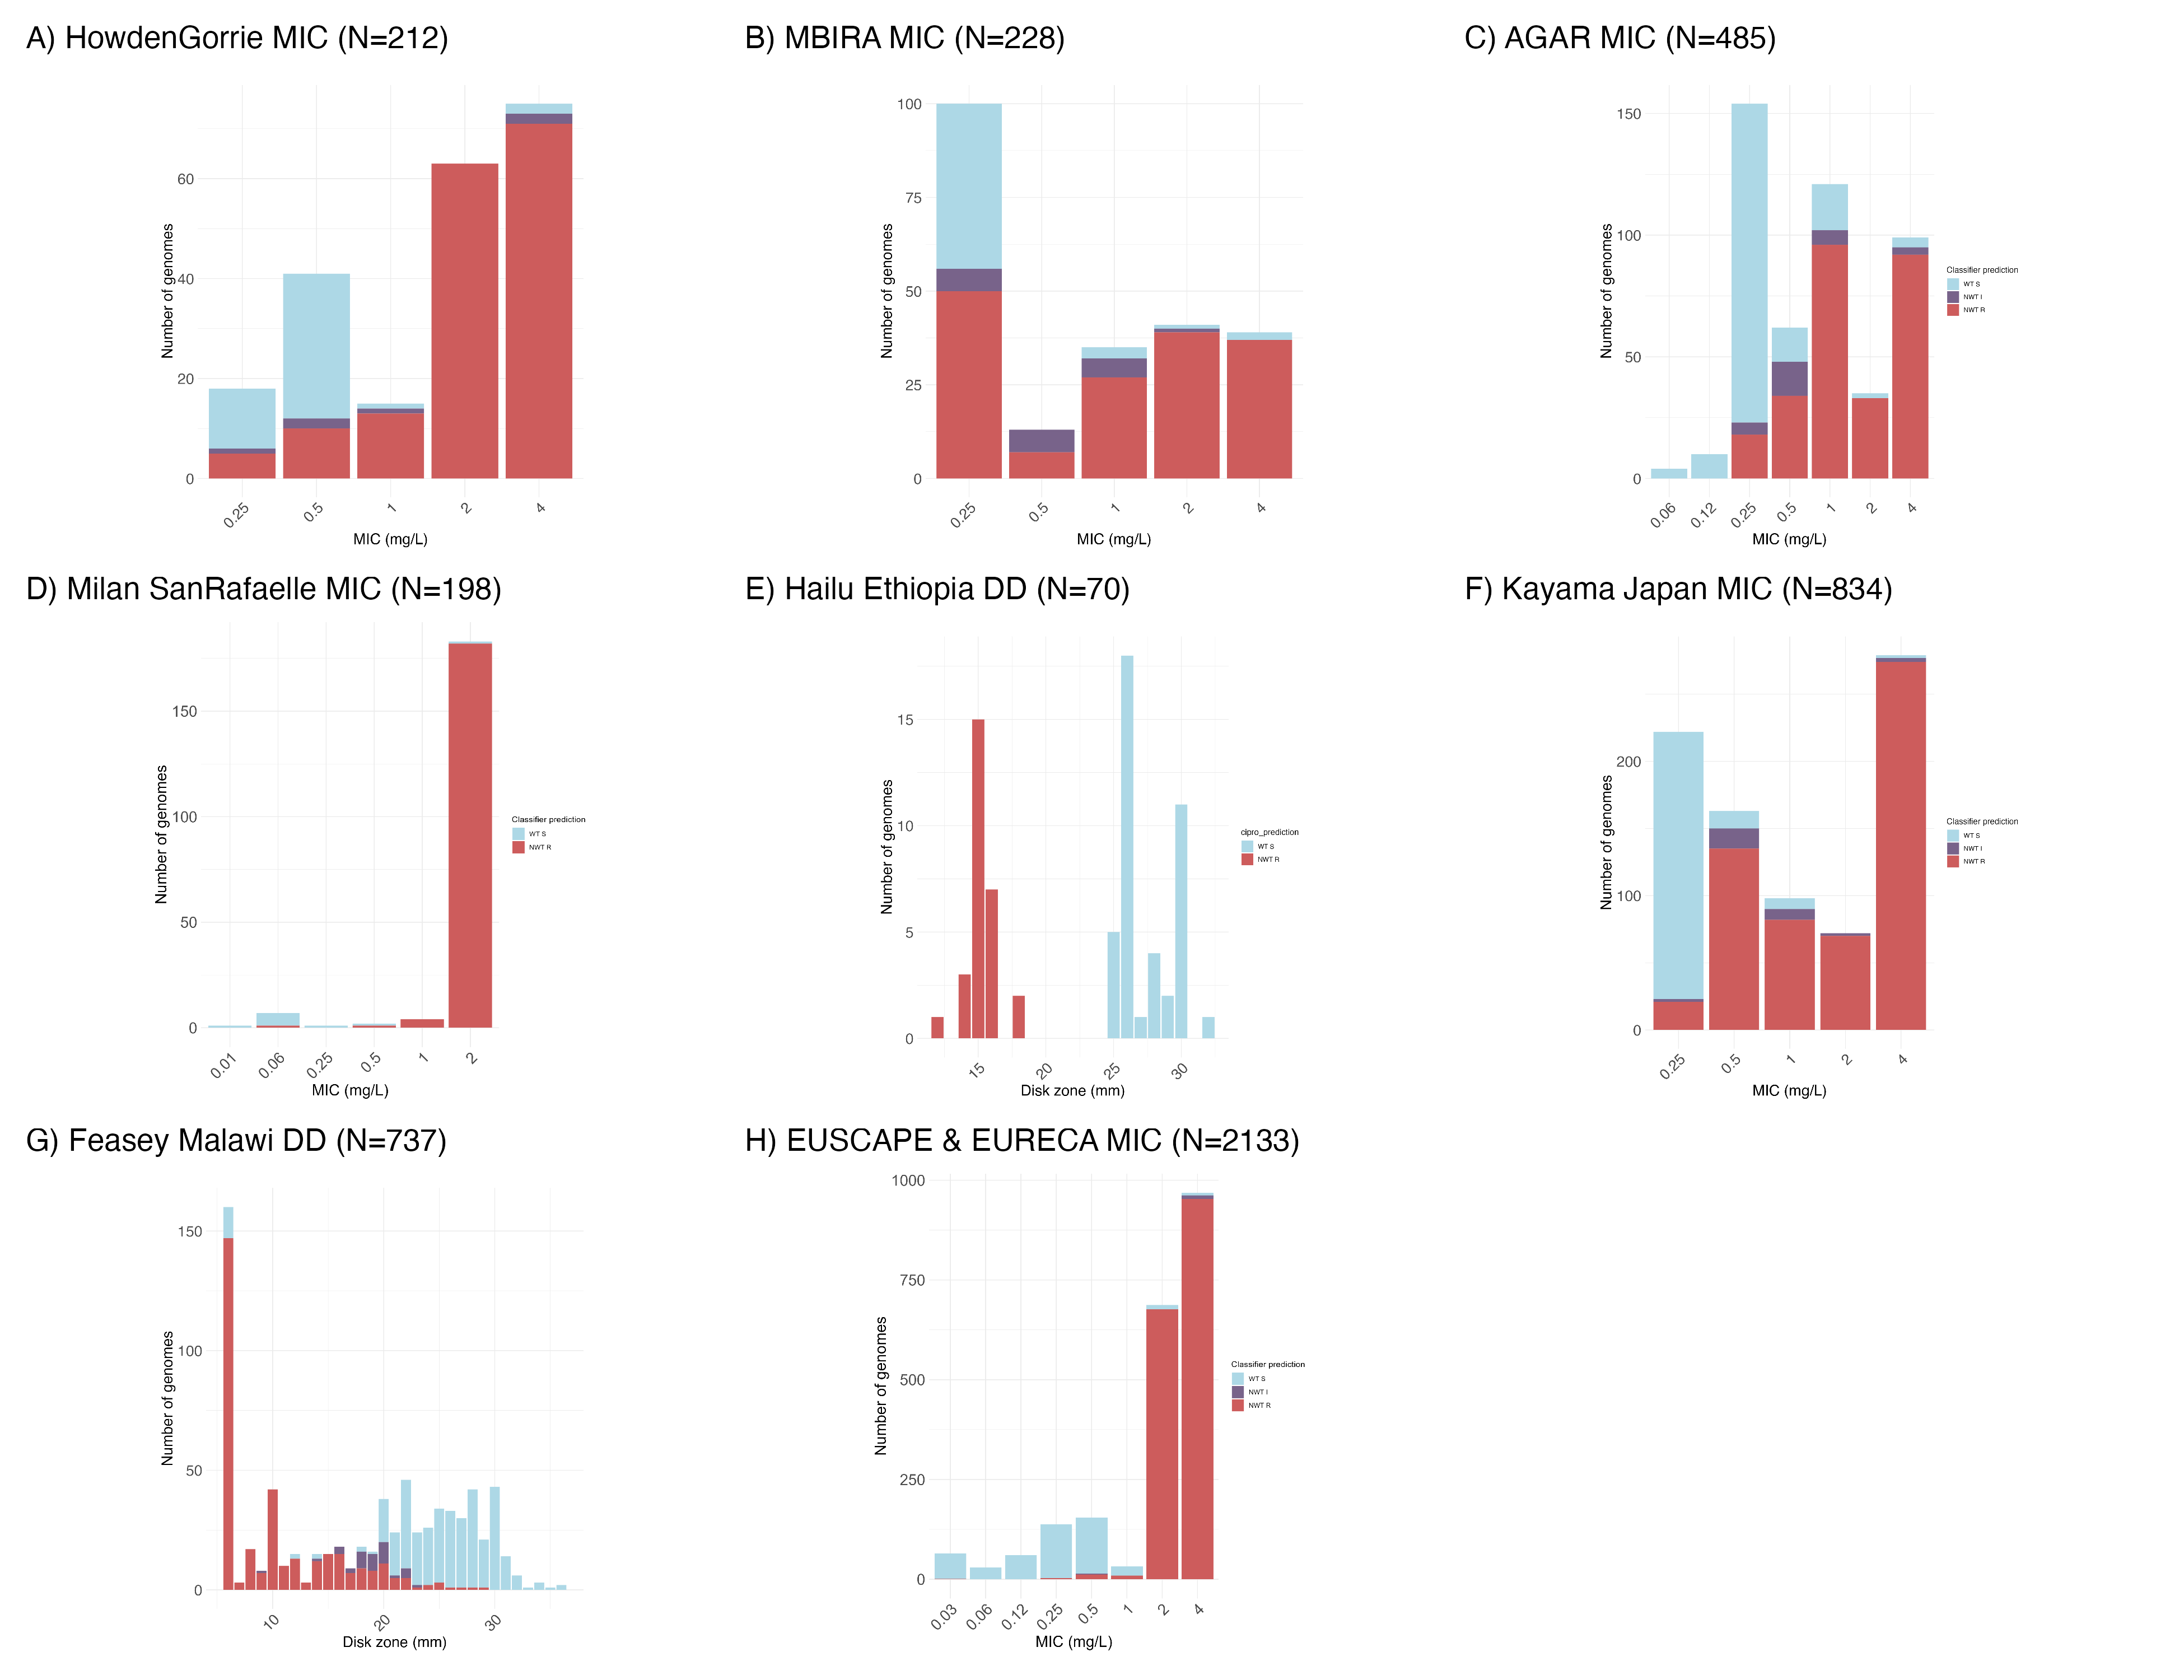 A) HowdenGorrie MIC (N=212)
Number of genomes
60
40
20
0
0.25 0.5 1 2 4
MIC (mg/L)
B) MBIRA MIC (N=228)
Number of genomes
100
75
50
25
0
0.25 0.5 1 2 4
MIC (mg/L)
C) AGAR MIC (N=485)
Number of genomes
150
100
50
0
0.06 0.12 0.25 0.5 1 2 4
MIC (mg/L)
Classifier prediction
WT S
NWT I
NWT R
D) Milan SanRafaelle MIC (N=198)
Number of genomes
150
100
50
0
0.01 0.06 0.25 0.5 1 2
MIC (mg/L)
Classifier prediction
WT S
NWT R
E) Hailu Ethiopia DD (N=70)
Number of genomes
15
10
5
0
15 20 25 30
Disk zone (mm)
cipro_prediction
WT S
NWT R
F) Kayama Japan MIC (N=834)
Number of genomes
200
100
0
0.25 0.5 1 2 4
MIC (mg/L)
Classifier prediction
WT S
NWT I
NWT R
G) Feasey Malawi DD (N=737)
Number of genomes
150
100
50
0
10 20 30
Disk zone (mm)
H) EUSCAPE & EURECA MIC (N=2133)
Number of genomes
1000
750
500
250
0
0.03 0.06 0.12 0.25 0.5 1 2 4
MIC (mg/L)
Classifier prediction
WT S
NWT I
NWT R